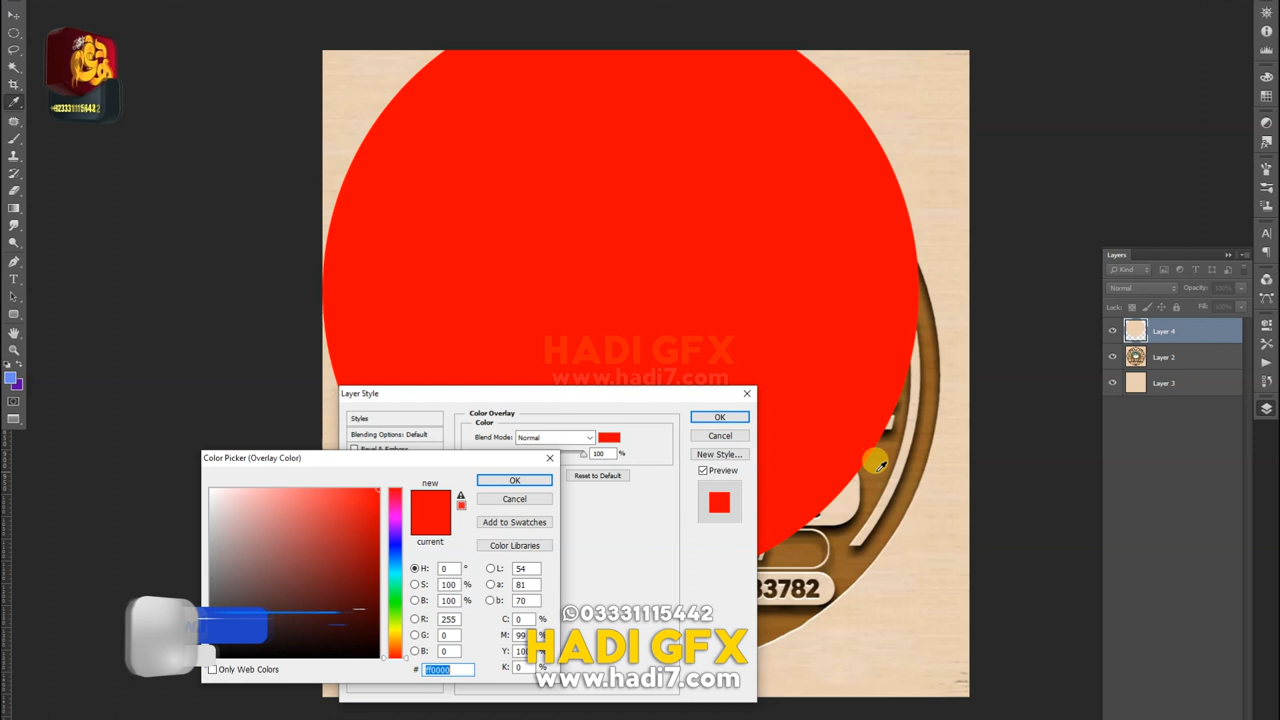 +923331115442
Layers
Kind
Normal
Opacity: 100%
Lock:
Fill:
Layer 4
Layer 2
Layer 3
HADI GFX
www.hadi7.com
Layer Style
Styles
Blending Options: Default
Color Overlay
Color
Blend Mode: Normal
100 %
Reset to Default
OK
Cancel
New Style...
Preview
Color Picker (Overlay Color)
new
current
OK
Cancel
Add to Swatches
Color Libraries
H: 0 °
S: 100 %
B: 100 %
R: 255
G: 0
B: 0
L: 54
a: 81
b: 70
C: 0 %
M: 99
Y: 100
K: 0
# ff0000
Only Web Colors
33782
03331115442
HADI GFX
www.hadi7.com